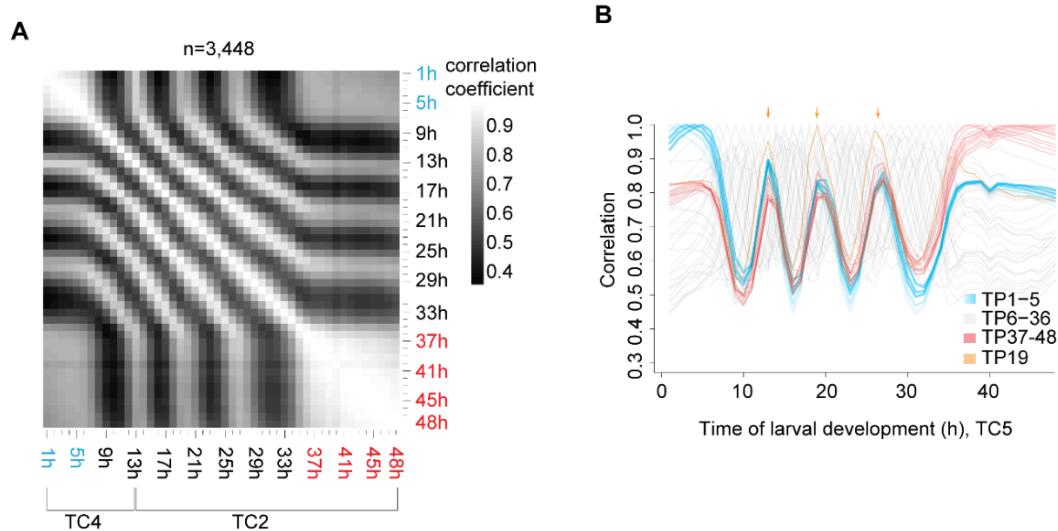 A
n=3,448
correlation
coefficient
0.9
0.8
0.7
0.6
0.5
0.4
1h
5h
9h
13h
17h
21h
25h
29h
33h
37h
41h
45h
48h
1h
5h
9h
13h
17h
21h
25h
29h
33h
37h
41h
45h
48h
TC4
TC2
B
Correlation
1.0
0.9
0.8
0.7
0.6
0.5
0.4
0.3
TP1−5
TP6−36
TP37-48
TP19
0
10
20
30
40
Time of larval development (h), TC5